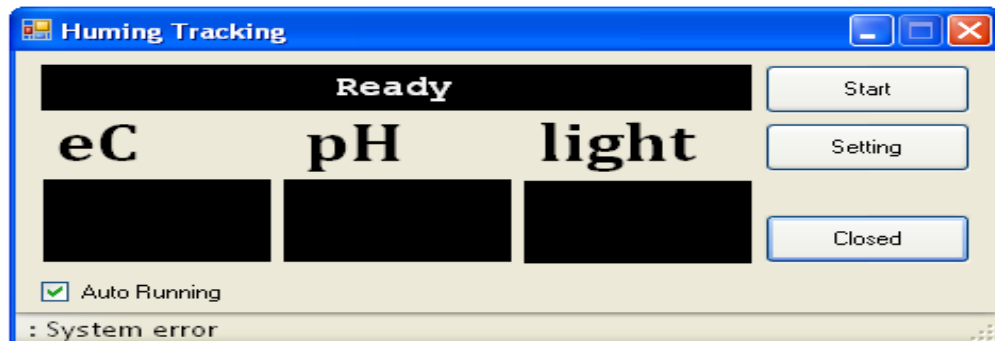 Huming Tracking
Ready
Start
eC pH light
Setting
Closed
Auto Running
: System error